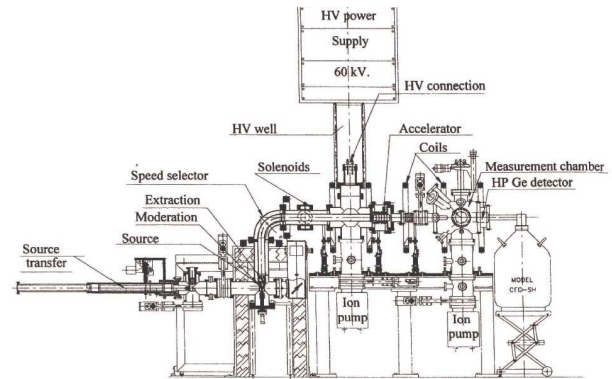 HV power
Supply
60 kV.
HV connection
HV well
Accelerator
Solenoids
Coils
Speed selector
Measurement chamber
HP Ge detector
Extraction
Moderation
Source
Source
transfer
Ion
pump
Ion
pump
MODEL
CFG-SH